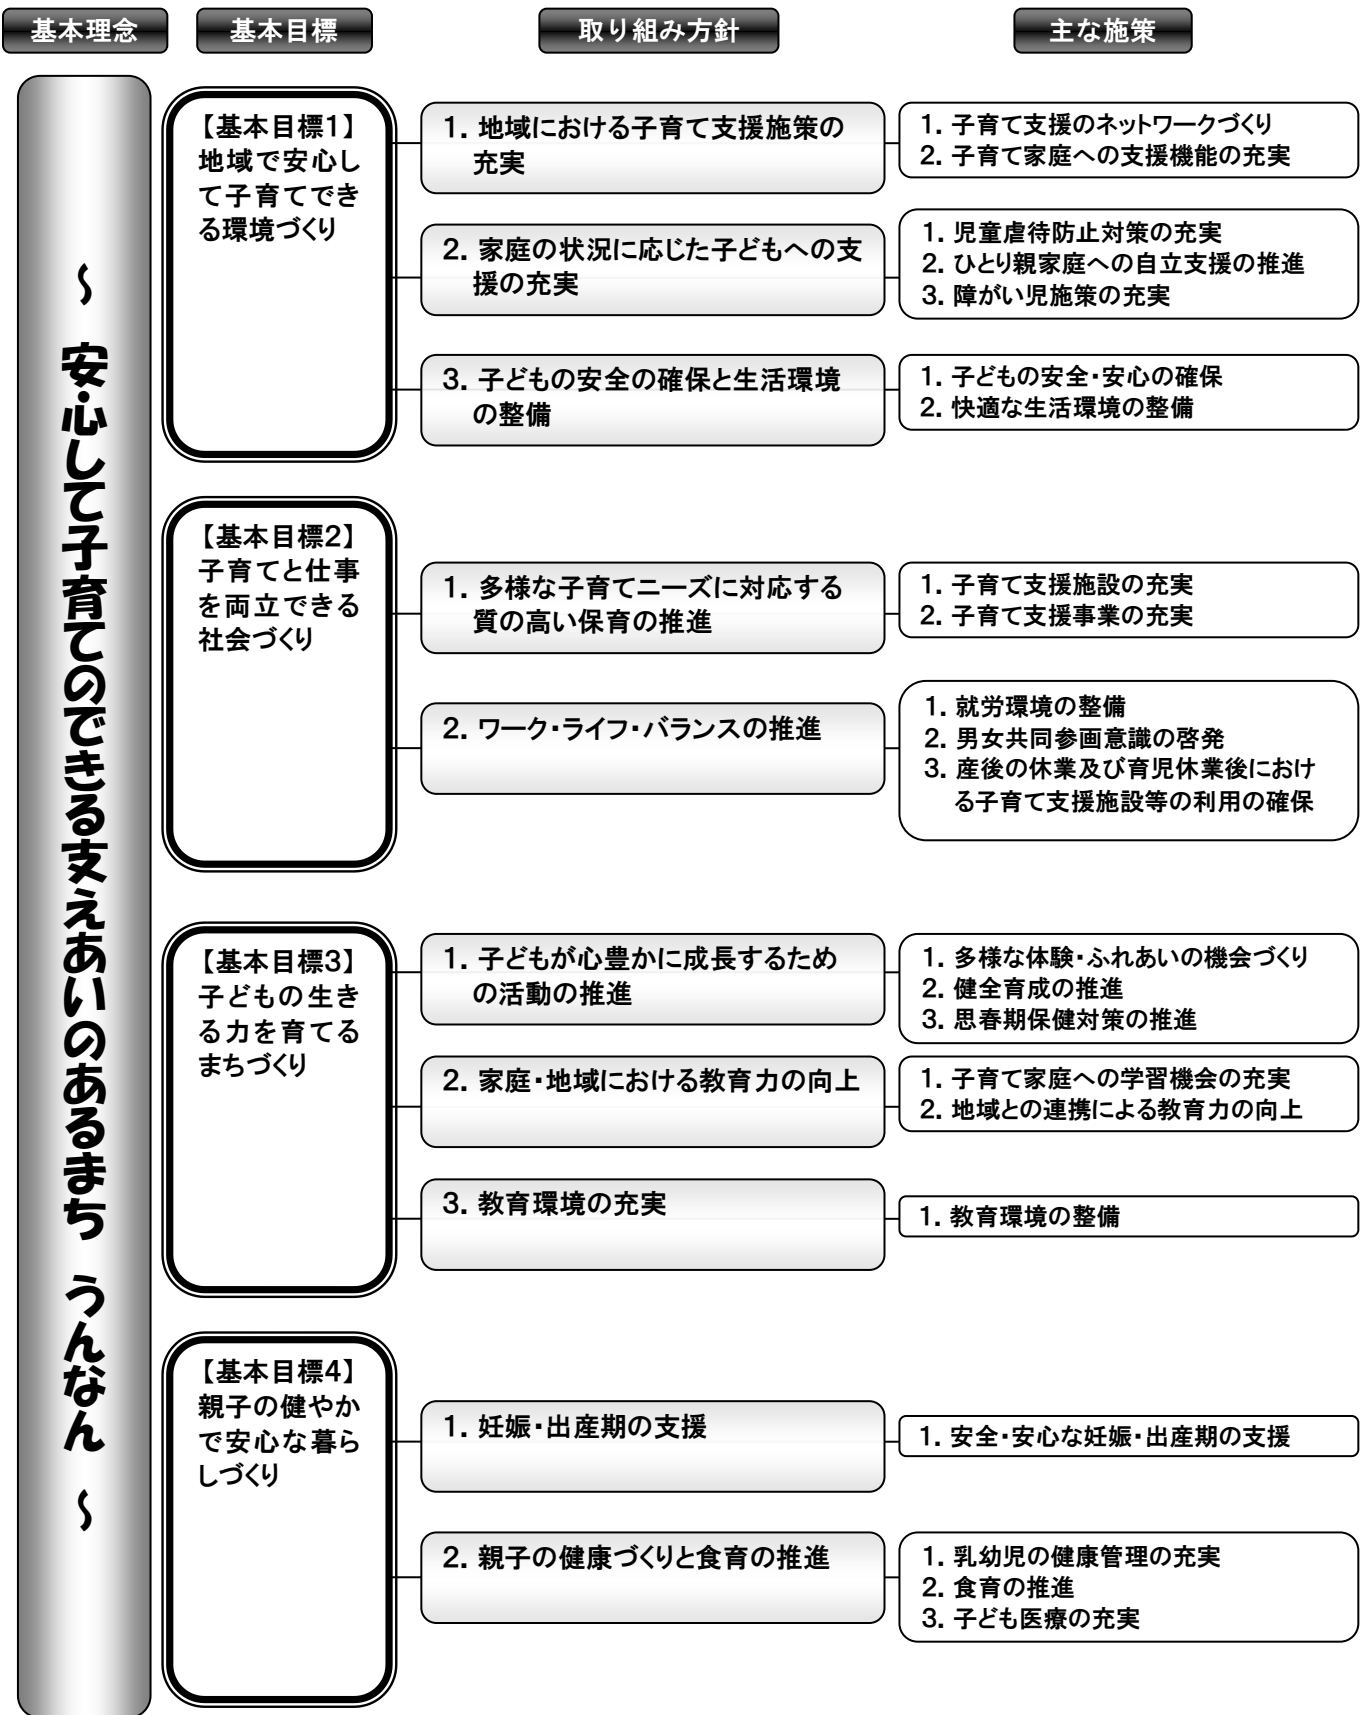 基本理念
基本目標
取り組み方針
主な施策
～ 安心して子育てのできる支えあいのあるまち うんなん ～
【基本目標1】
地域で安心し
て子育てでき
る環境づくり
1. 地域における子育て支援施策の
充実
1. 子育て支援のネットワークづくり
2. 子育て家庭への支援機能の充実
2. 家庭の状況に応じた子どもへの支
援の充実
1. 児童虐待防止対策の充実
2. ひとり親家庭への自立支援の推進
3. 障がい児施策の充実
3. 子どもの安全の確保と生活環境
の整備
1. 子どもの安全・安心の確保
2. 快適な生活環境の整備
【基本目標2】
子育てと仕事
を両立できる
社会づくり
1. 多様な子育てニーズに対応する
質の高い保育の推進
1. 子育て支援施設の充実
2. 子育て支援事業の充実
2. ワーク・ライフ・バランスの推進
1. 就労環境の整備
2. 男女共同参画意識の啓発
3. 産後の休業及び育児休業後におけ
る子育て支援施設等の利用の確保
【基本目標3】
子どもの生き
る力を育てる
まちづくり
1. 子どもが心豊かに成長するため
の活動の推進
1. 多様な体験・ふれあいの機会づくり
2. 健全育成の推進
3. 思春期保健対策の推進
2. 家庭・地域における教育力の向上
1. 子育て家庭への学習機会の充実
2. 地域との連携による教育力の向上
3. 教育環境の充実
1. 教育環境の整備
【基本目標4】
親子の健やか
で安心な暮ら
しづくり
1. 妊娠・出産期の支援
1. 安全・安心な妊娠・出産期の支援
2. 親子の健康づくりと食育の推進
1. 乳幼児の健康管理の充実
2. 食育の推進
3. 子ども医療の充実